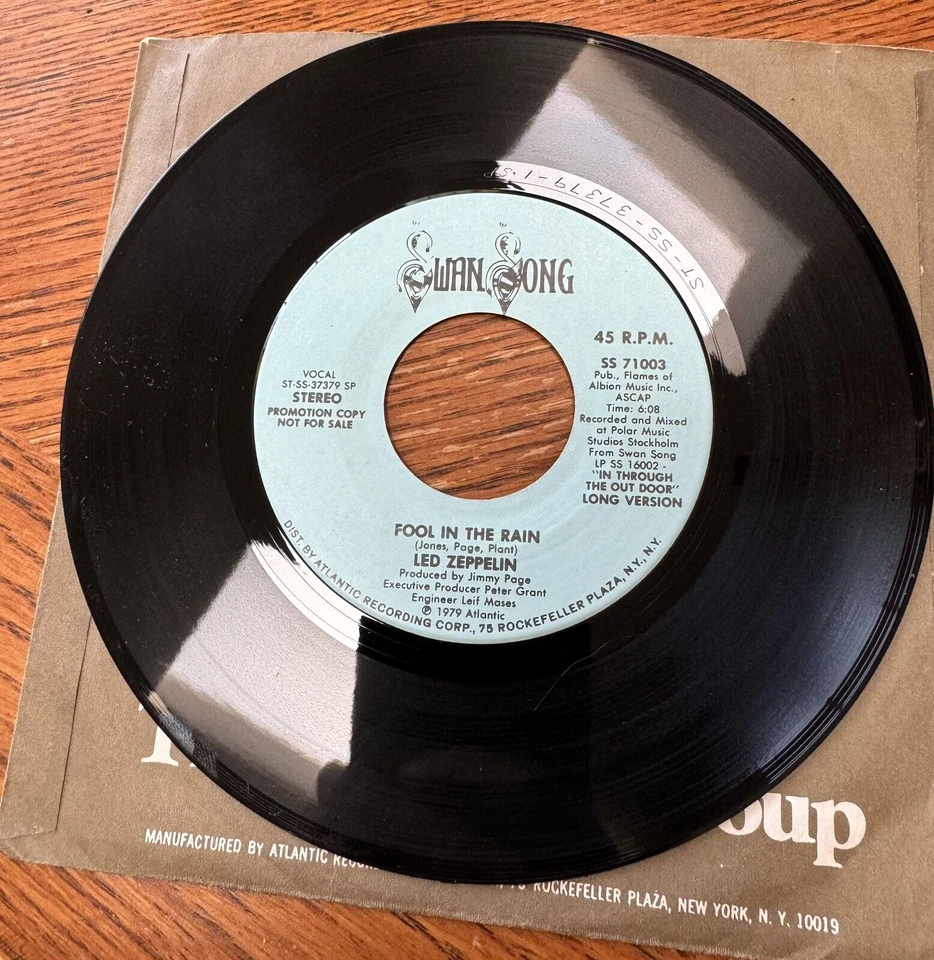 ST-SS-37379-1-SP
SWAN SONG
45 R.P.M.
SS 71003
Pub., Flames of
Albion Music Inc.,
ASCAP
Time: 6:08
Recorded and Mixed
at Polar Music
Studios Stockholm
From Swan Song
LP SS 16002 -
"IN THROUGH
THE OUT DOOR"
LONG VERSION
VOCAL
ST-SS-37379 SP
STEREO
PROMOTION COPY
NOT FOR SALE
FOOL IN THE RAIN
(Jones, Page, Plant)
LED ZEPPELIN
Produced by Jimmy Page
Executive Producer Peter Grant
Engineer Leif Mases
℗ 1979 Atlantic
DIST. BY ATLANTIC RECORDING CORP., 75 ROCKEFELLER PLAZA, N.Y., N.Y.
oup
MANUFACTURED BY ATLANTIC ROCKEFELLER PLAZA, NEW YORK, N. Y. 10019